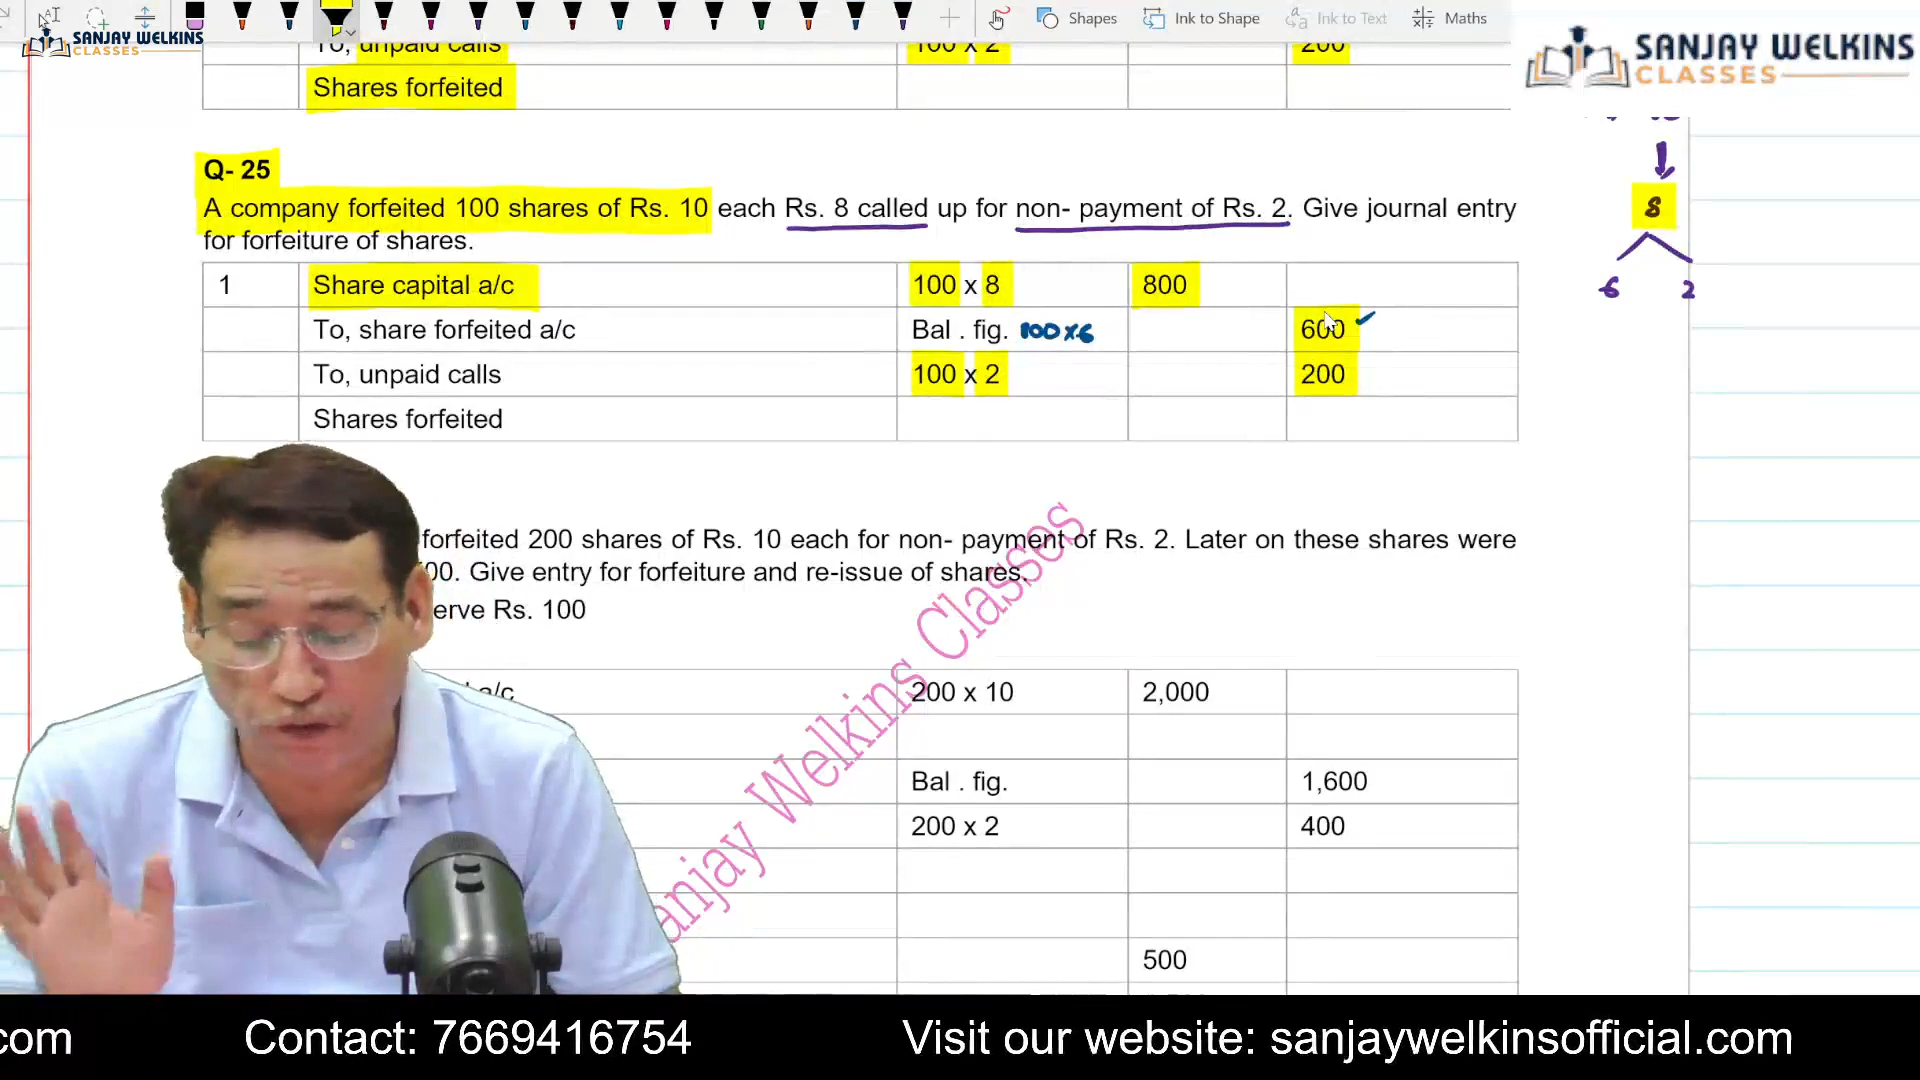 Shapes
Ink to Shape
Ink to Text
Maths
SANJAY WELKINS
CLASSES
SANJAY WELKINS
CLASSES
To, unpaid calls 100 x 2 200
Shares forfeited
Q- 25
A company forfeited 100 shares of Rs. 10 each Rs. 8 called up for non- payment of Rs. 2. Give journal entry
for forfeiture of shares.
8
6 2
1 Share capital a/c 100 x 8 800
To, share forfeited a/c Bal . fig. 100 x 6 600
To, unpaid calls 100 x 2 200
Shares forfeited
forfeited 200 shares of Rs. 10 each for non- payment of Rs. 2. Later on these shares were
00. Give entry for forfeiture and re-issue of shares.
erve Rs. 100
a/c 200 x 10 2,000
Bal . fig. 1,600
200 x 2 400
500
Sanjay Welkins Classes
com Contact: 7669416754 Visit our website: sanjaywelkinsofficial.com